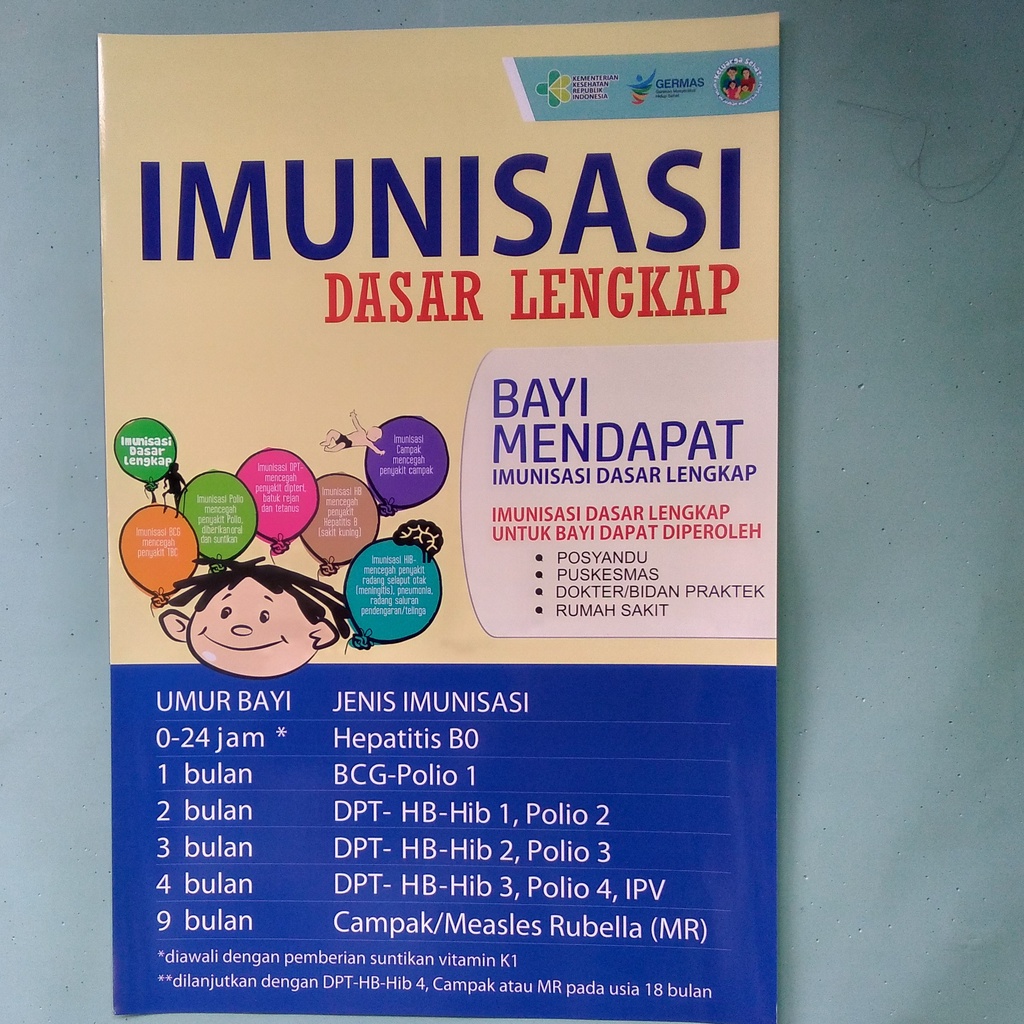 KEMENTERIAN
KESEHATAN
REPUBLIK
INDONESIA
GERMAS
Gerakan Masyarakat
Hidup Sehat
Keluarga Sehat
IMUNISASI
DASAR LENGKAP
BAYI
MENDAPAT
IMUNISASI DASAR LENGKAP
IMUNISASI DASAR LENGKAP
UNTUK BAYI DAPAT DIPEROLEH
• POSYANDU
• PUSKESMAS
• DOKTER/BIDAN PRAKTEK
• RUMAH SAKIT
Imunisasi
Dasar
Lengkap
Imunisasi BCG
mencegah
penyakit TBC
Imunisasi Polio
mencegah
penyakit Polio,
diberikan oral
dan suntikan
Imunisasi DPT-
mencegah
penyakit dipteri,
batuk rejan
dan tetanus
Imunisasi HB
mencegah
penyakit
Hepatitis B
(sakit kuning)
Imunisasi
Campak
mencegah
penyakit campak
Imunisasi HIB-
mencegah penyakit
radang selaput otak
(meningitis), pneumonia,
radang saluran
pendengaran/telinga
UMUR BAYI JENIS IMUNISASI
0-24 jam * Hepatitis B0
1 bulan BCG-Polio 1
2 bulan DPT- HB-Hib 1, Polio 2
3 bulan DPT- HB-Hib 2, Polio 3
4 bulan DPT- HB-Hib 3, Polio 4, IPV
9 bulan Campak/Measles Rubella (MR)
*diawali dengan pemberian suntikan vitamin K1
**dilanjutkan dengan DPT-HB-Hib 4, Campak atau MR pada usia 18 bulan